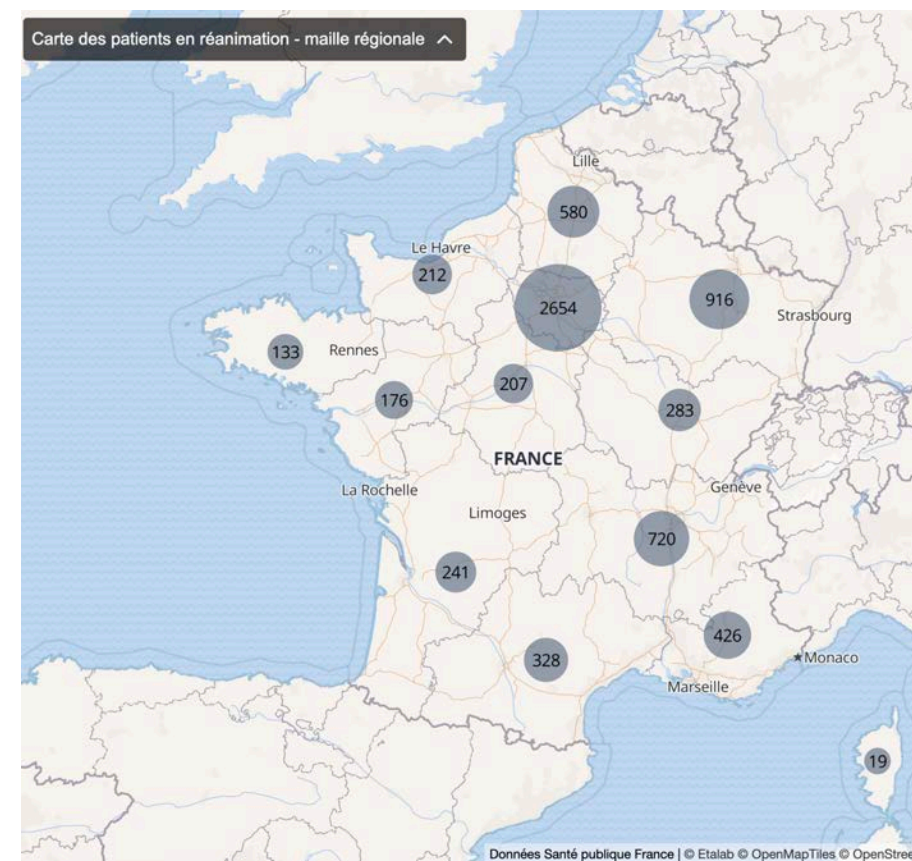 Carte des patients en réanimation - maille régionale
Lille
580
Le Havre
212
2654
916
Strasbourg
133
Rennes
207
176
283
FRANCE
Genève
La Rochelle
Limoges
720
241
426
328
★Monaco
Marseille
19
Données Santé publique France | © Etalab © OpenMapTiles © OpenStree